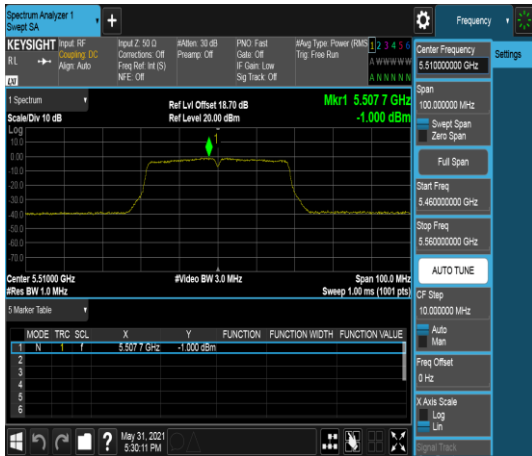 Spectrum Analyzer 1
Swept SA
Frequency
KEYSIGHT
RL
LXI
Input: RF
Coupling: DC
Align: Auto
Input Z: 50 Ω
Corrections: Off
Freq Ref: Int (S)
NFE: Off
#Atten: 30 dB
Preamp: Off
PNO: Fast
Gate: Off
IF Gain: Low
Sig Track: Off
#Avg Type: Power (RMS
Trig: Free Run
1 2 3 4 5 6
A W W W W W
A N N N N N
1 Spectrum
Scale/Div 10 dB
Ref Lvl Offset 18.70 dB
Ref Level 20.00 dBm
Mkr1 5.507 7 GHz
-1.000 dBm
Log
10.0
0.00
-10.0
-20.0
-30.0
-40.0
-50.0
-60.0
-70.0
1
Center 5.51000 GHz
#Res BW 1.0 MHz
#Video BW 3.0 MHz
Span 100.0 MHz
Sweep 1.00 ms (1001 pts)
5 Marker Table
MODE TRC SCL X Y FUNCTION FUNCTION WIDTH FUNCTION VALUE
1 N 1 f 5.507 7 GHz -1.000 dBm
2
3
4
5
6
May 31, 2021
5:30:11 PM
Center Frequency
5.510000000 GHz
Settings
Span
100.000000 MHz
Swept Span
Zero Span
Full Span
Start Freq
5.460000000 GHz
Stop Freq
5.560000000 GHz
AUTO TUNE
CF Step
10.000000 MHz
Auto
Man
Freq Offset
0 Hz
X Axis Scale
Log
Lin
Signal Track